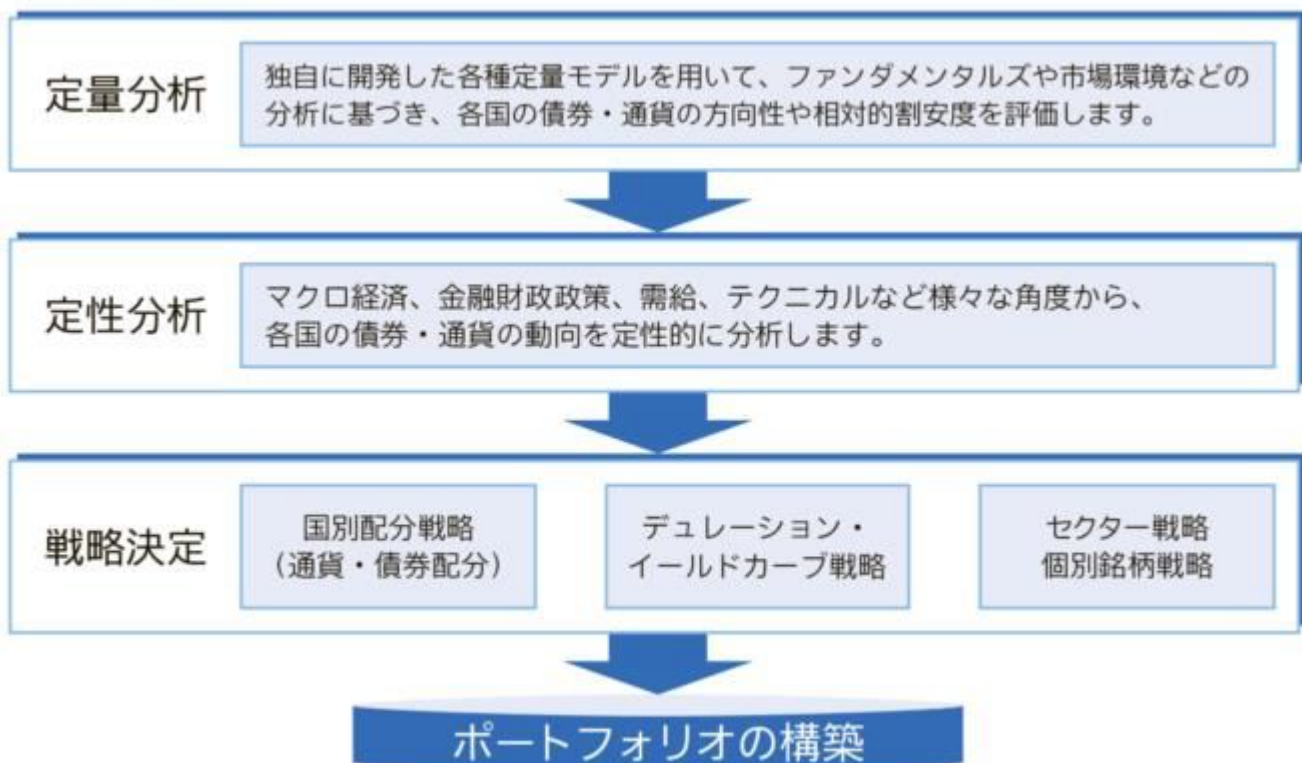 定量分析
独自に開発した各種定量モデルを用いて、ファンダメンタルズや市場環境などの
分析に基づき、各国の債券・通貨の方向性や相対的割安度を評価します。
定性分析
マクロ経済、金融財政政策、需給、テクニカルなど様々な角度から、
各国の債券・通貨の動向を定性的に分析します。
戦略決定
国別配分戦略
（通貨・債券配分）
デュレーション・
イールドカーブ戦略
セクター戦略
個別銘柄戦略
ポートフォリオの構築